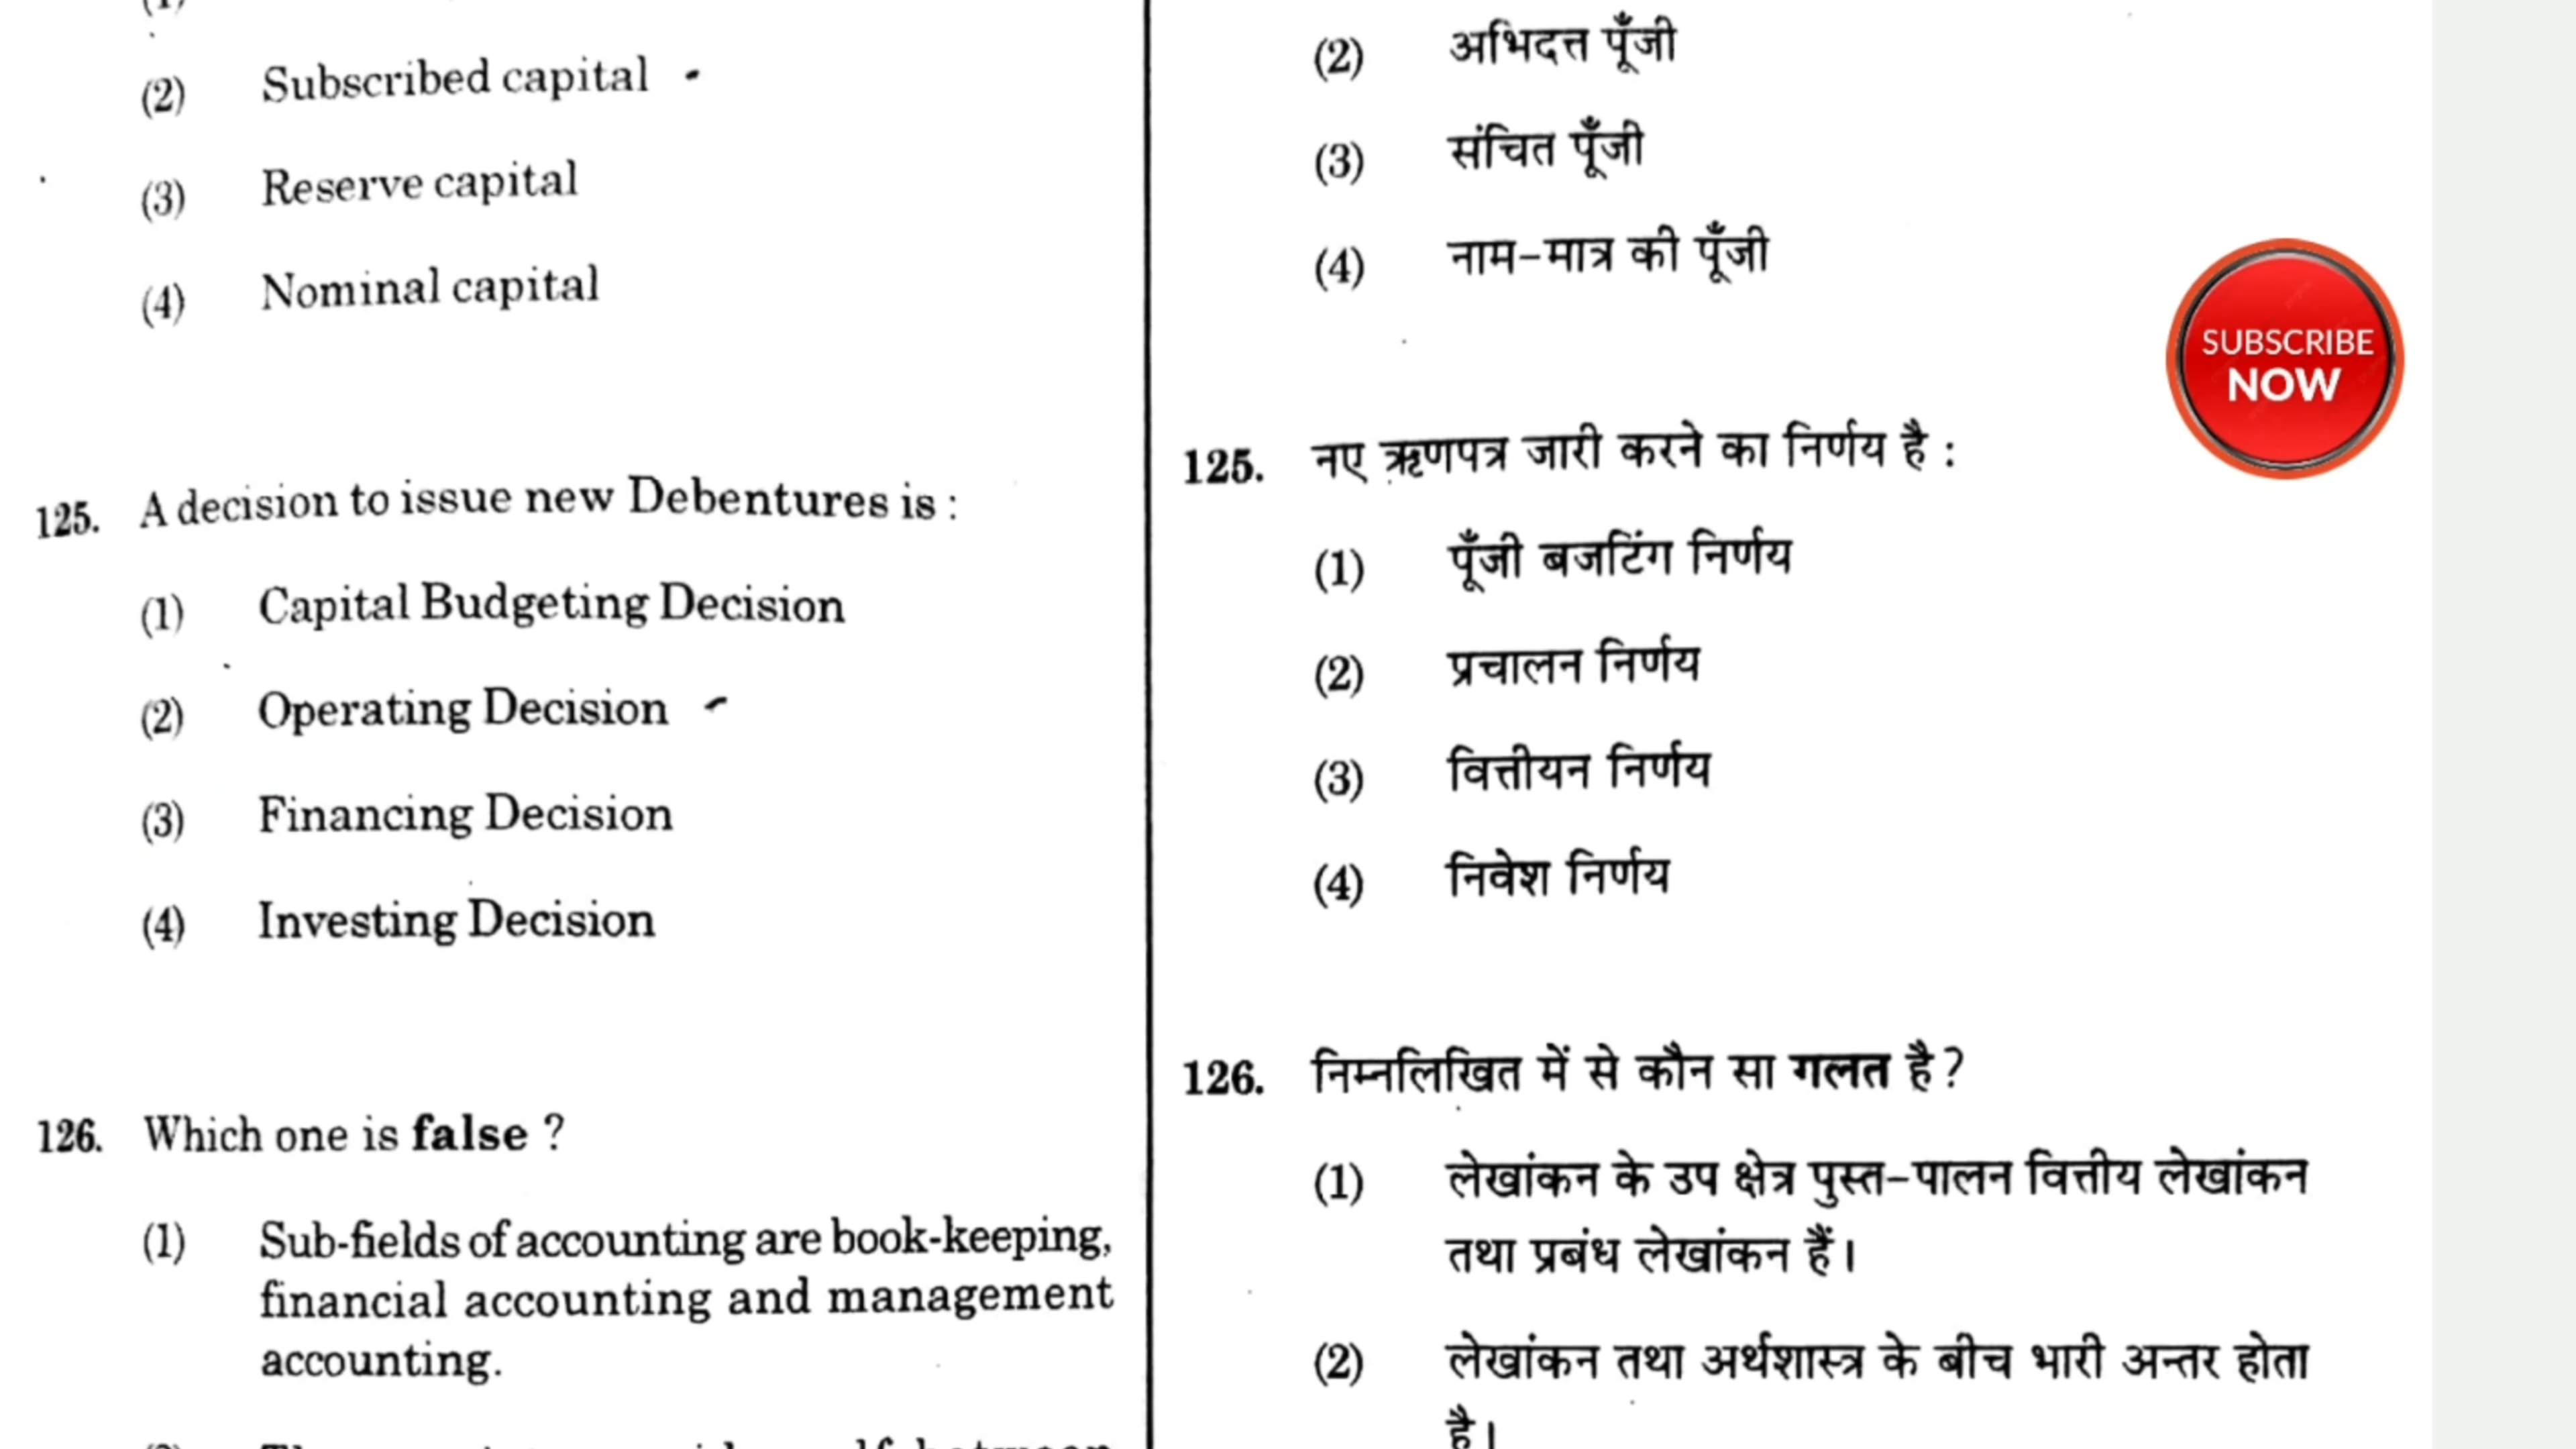 (2) Subscribed capital
(3) Reserve capital
(4) Nominal capital
125. A decision to issue new Debentures is :
(1) Capital Budgeting Decision
(2) Operating Decision
(3) Financing Decision
(4) Investing Decision
126. Which one is false ?
(1) Sub-fields of accounting are book-keeping,
financial accounting and management
accounting.
(2) अभिदत्त पूँजी
(3) संचित पूँजी
(4) नाम-मात्र की पूँजी
125. नए ऋणपत्र जारी करने का निर्णय है :
(1) पूँजी बजटिंग निर्णय
(2) प्रचालन निर्णय
(3) वित्तीयन निर्णय
(4) निवेश निर्णय
126. निम्नलिखित में से कौन सा गलत है ?
(1) लेखांकन के उप क्षेत्र पुस्त-पालन वित्तीय लेखांकन
तथा प्रबंध लेखांकन हैं।
(2) लेखांकन तथा अर्थशास्त्र के बीच भारी अन्तर होता
है।
SUBSCRIBE
NOW